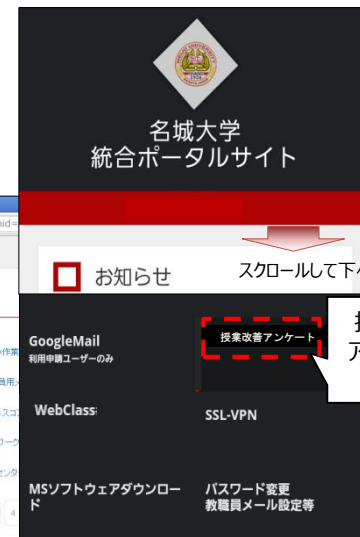 名城大学
統合ポータルサイト
お知らせ
スクロールして下へ
GoogleMail
利用申請ユーザーのみ
授業改善アンケート
WebClass
SSL-VPN
MSソフトウェアダウンロー
ド
パスワード変更
教職員メール設定等
4